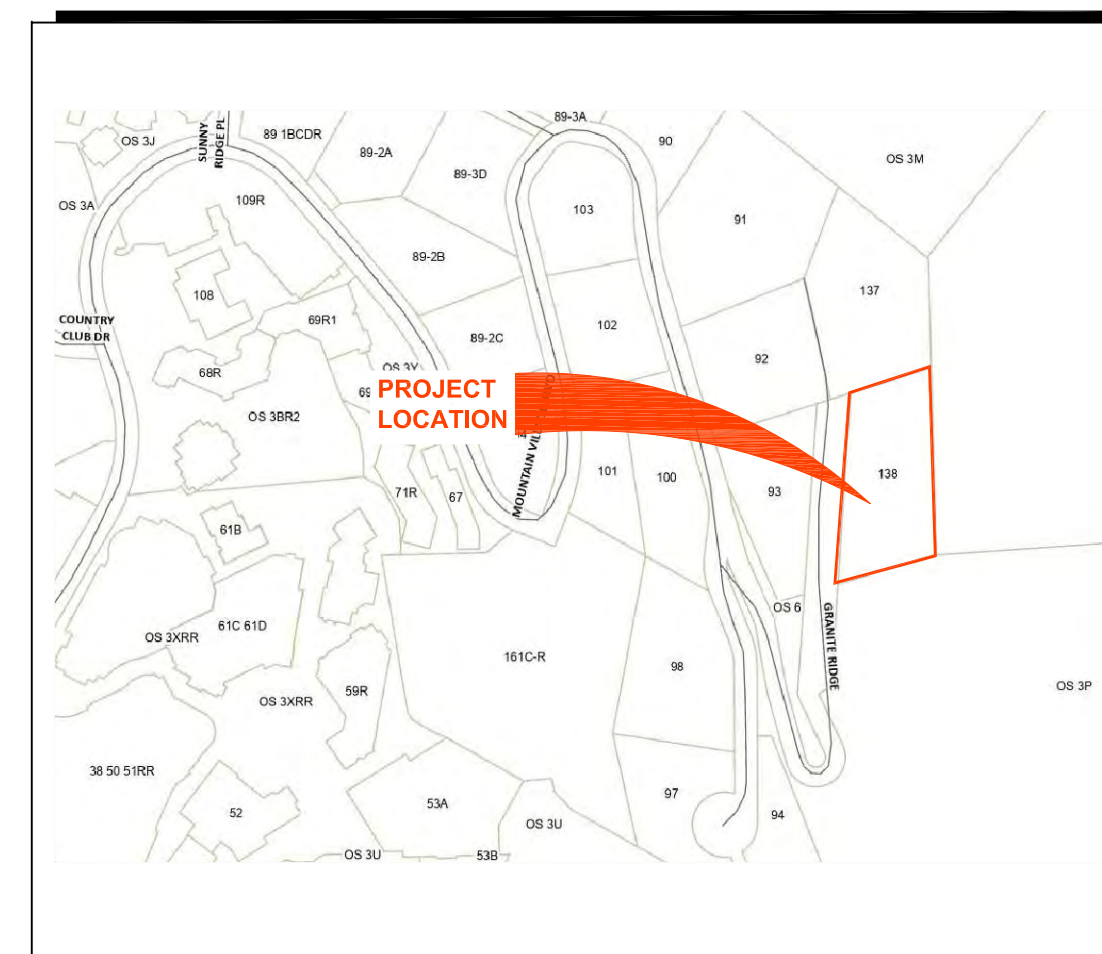 89-3A
OS 3J
SUNNY
RIDGE PL
89 1BCDR
89-2A
90
OS 3M
89-3D
OS 3A
109R
103
91
89-2B
137
108
COUNTRY
CLUB DR
69R1
102
89-2C
92
68R
OS 3Y
69
PROJECT
LOCATION
OS 3BR2
MOUNTAIN VILLAGE BLVD
101
100
93
138
71R
67
61B
OS 6
GRANITE RIDGE
61C 61D
OS 3XRR
161C-R
98
59R
OS 3XRR
OS 3P
38 50 51RR
97
53A
52
94
OS 3U
OS 3U
53B